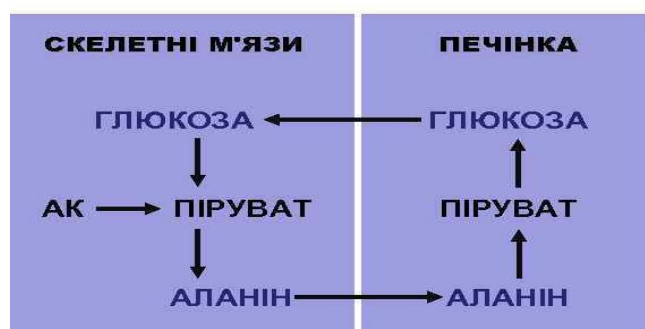 СКЕЛЕТНІ М'ЯЗИ ПЕЧІНКА
ГЛЮКОЗА ГЛЮКОЗА
АК ПІРУВАТ ПІРУВАТ
АЛАНІН АЛАНІН